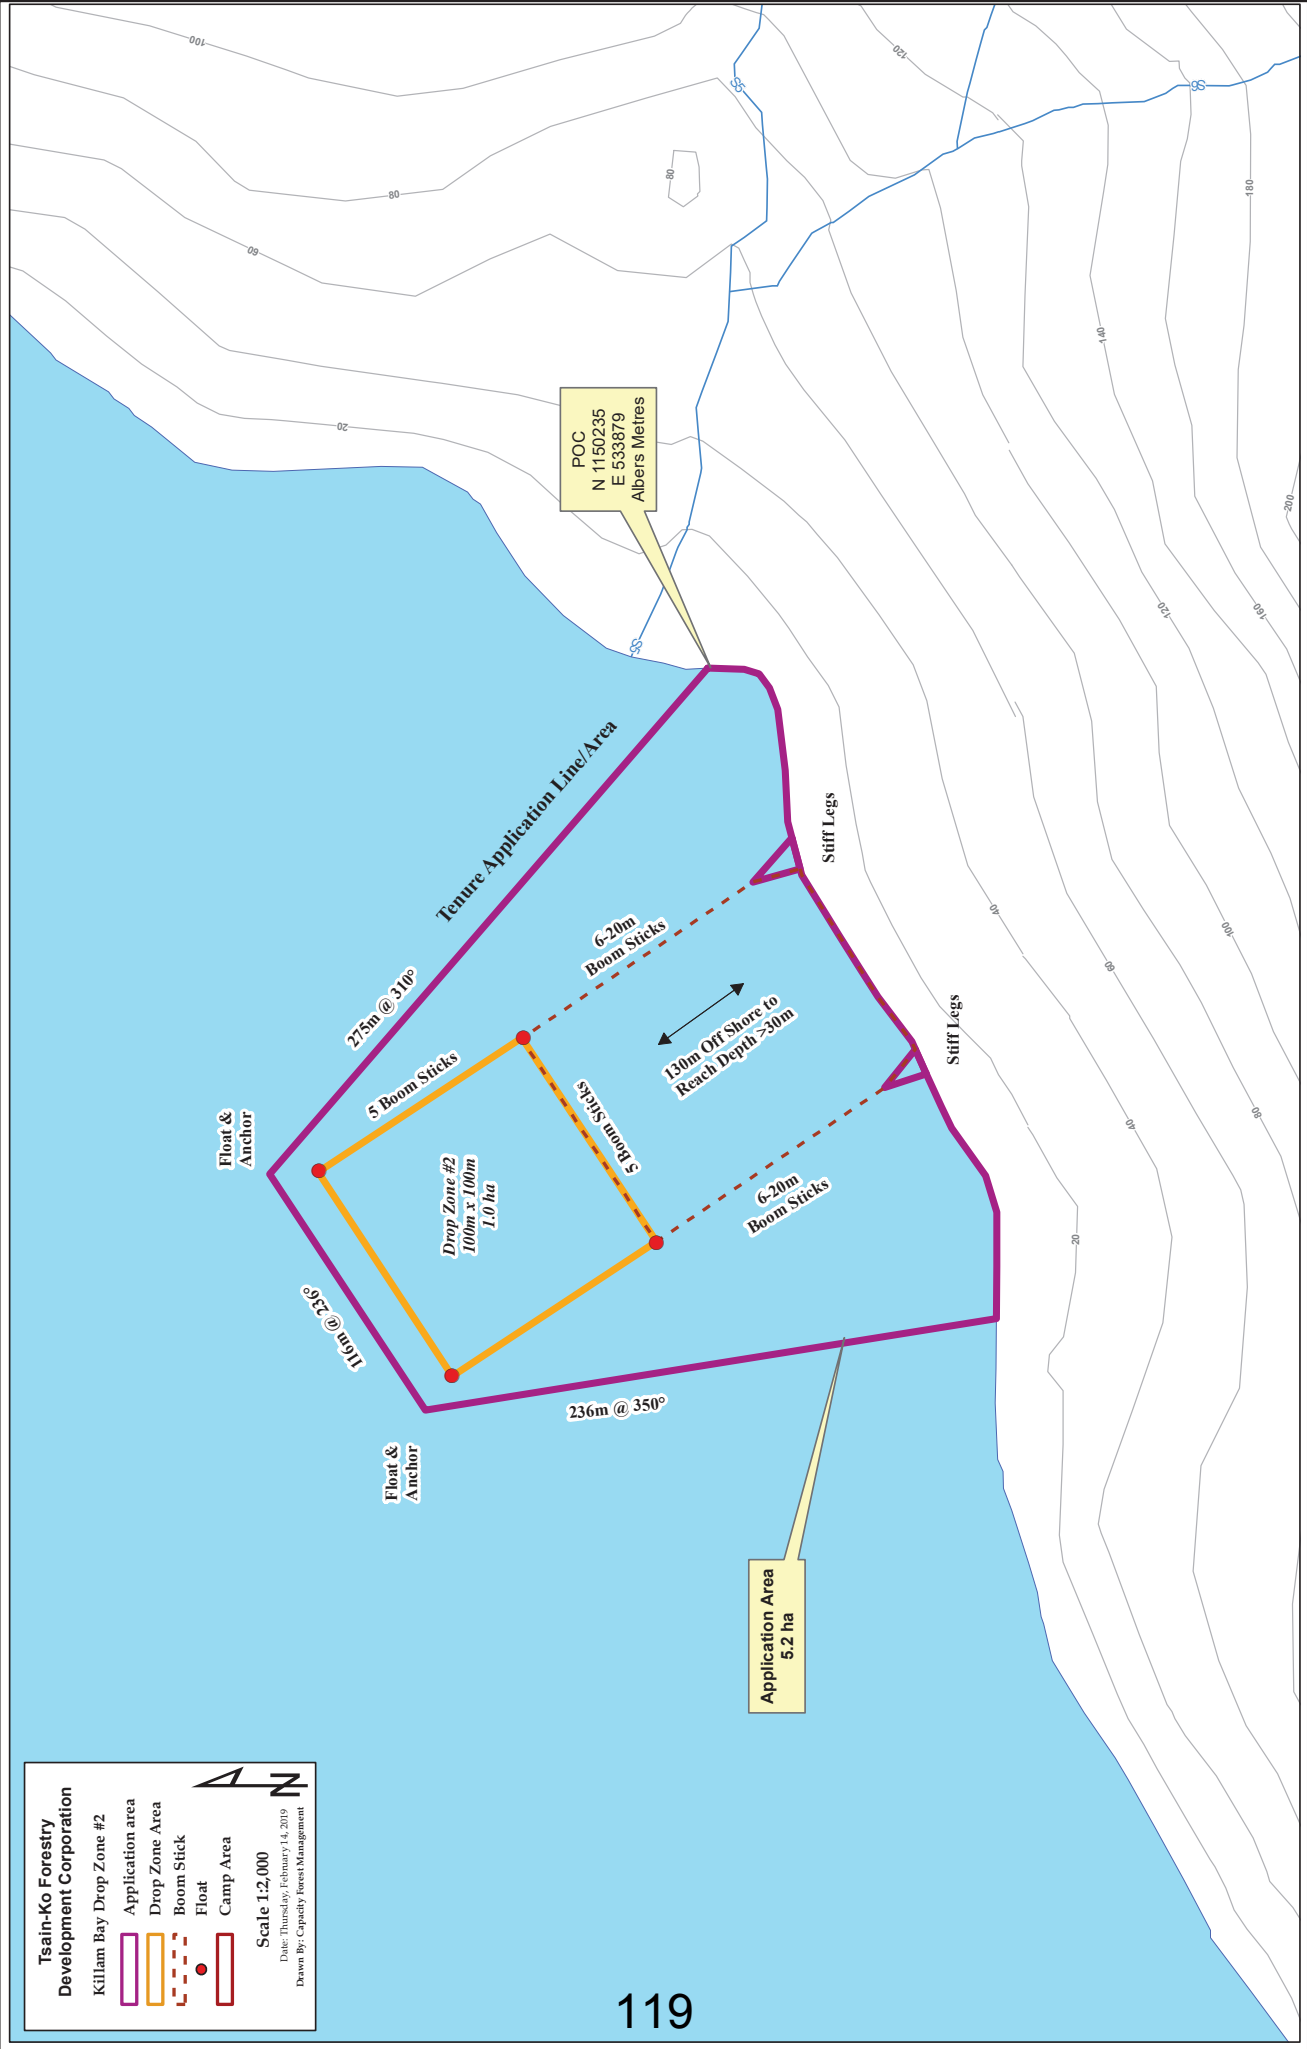 Tsain-Ko Forestry
Development Corporation
Killam Bay Drop Zone #2
Application area
Drop Zone Area
Boom Stick
Float
Camp Area
Scale 1:2,000
Date: Thursday, February 14, 2019
Drawn By: Capacity Forest Management
N
Float &
Anchor
Float &
Anchor
116m @ 236°
275m @ 310°
236m @ 350°
Tenure Application Line/Area
5 Boom Sticks
5 Boom Sticks
Drop Zone #2
100m x 100m
1.0 ha
6-20m
Boom Sticks
6-20m
Boom Sticks
130m Off Shore to
Reach Depth >30m
Stiff Legs
Stiff Legs
POC
N 1150235
E 533879
Albers Metres
Application Area
5.2 ha
100
80
60
20
80
120
140
180
200
160
120
100
80
60
40
40
20
S5
S5
S6
119